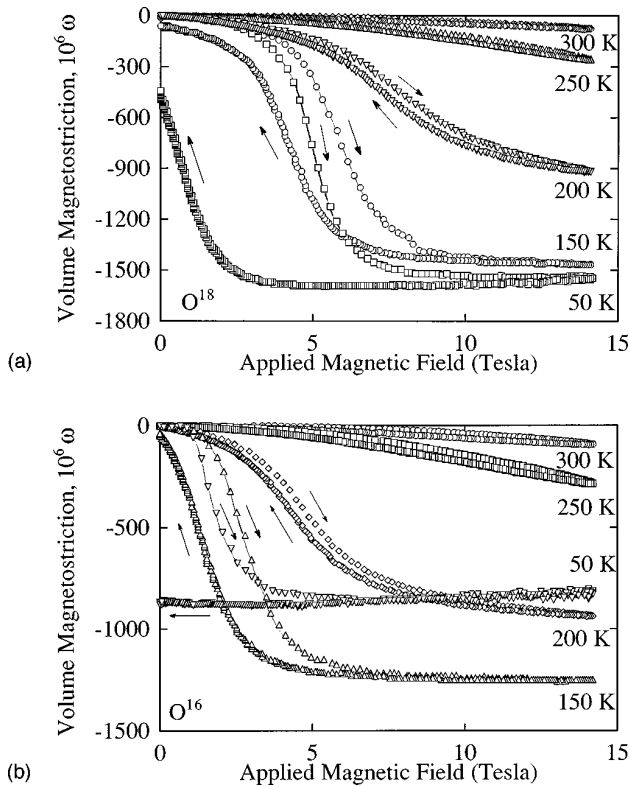 0
-300
-600
-900
-1200
-1500
-1800
Volume Magnetostriction, 10⁶ ω
300 K
250 K
200 K
150 K
50 K
O¹⁸
0 5 10 15
Applied Magnetic Field (Tesla)
(a)
0
-500
-1000
-1500
Volume Magnetostriction, 10⁶ ω
300 K
250 K
50 K
200 K
150 K
O¹⁶
0 5 10 15
Applied Magnetic Field (Tesla)
(b)